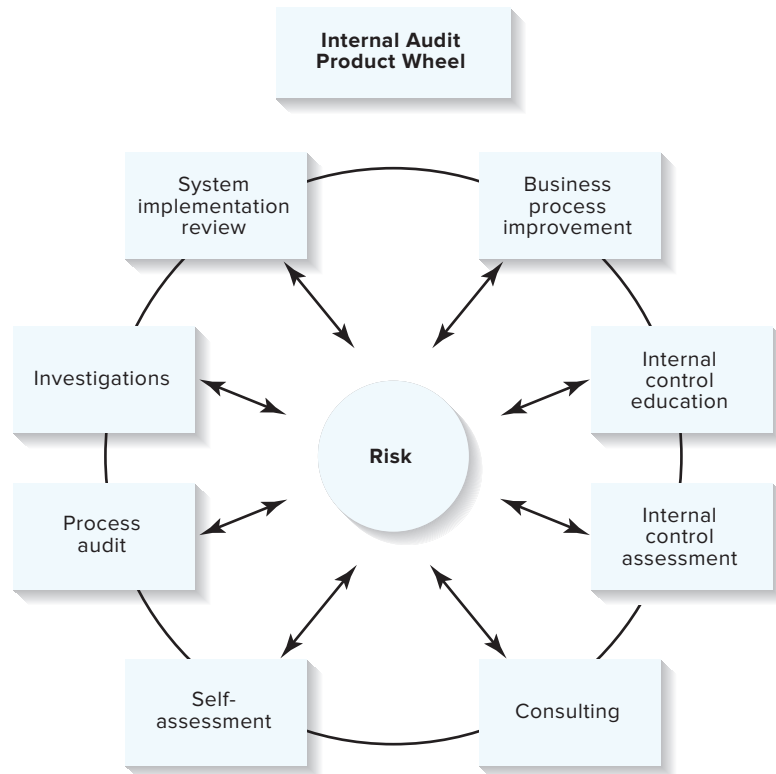 Internal Audit
Product Wheel
System
implementation
review
Business
process
improvement
Investigations
Internal
control
education
Risk
Process
audit
Internal
control
assessment
Self-
assessment
Consulting